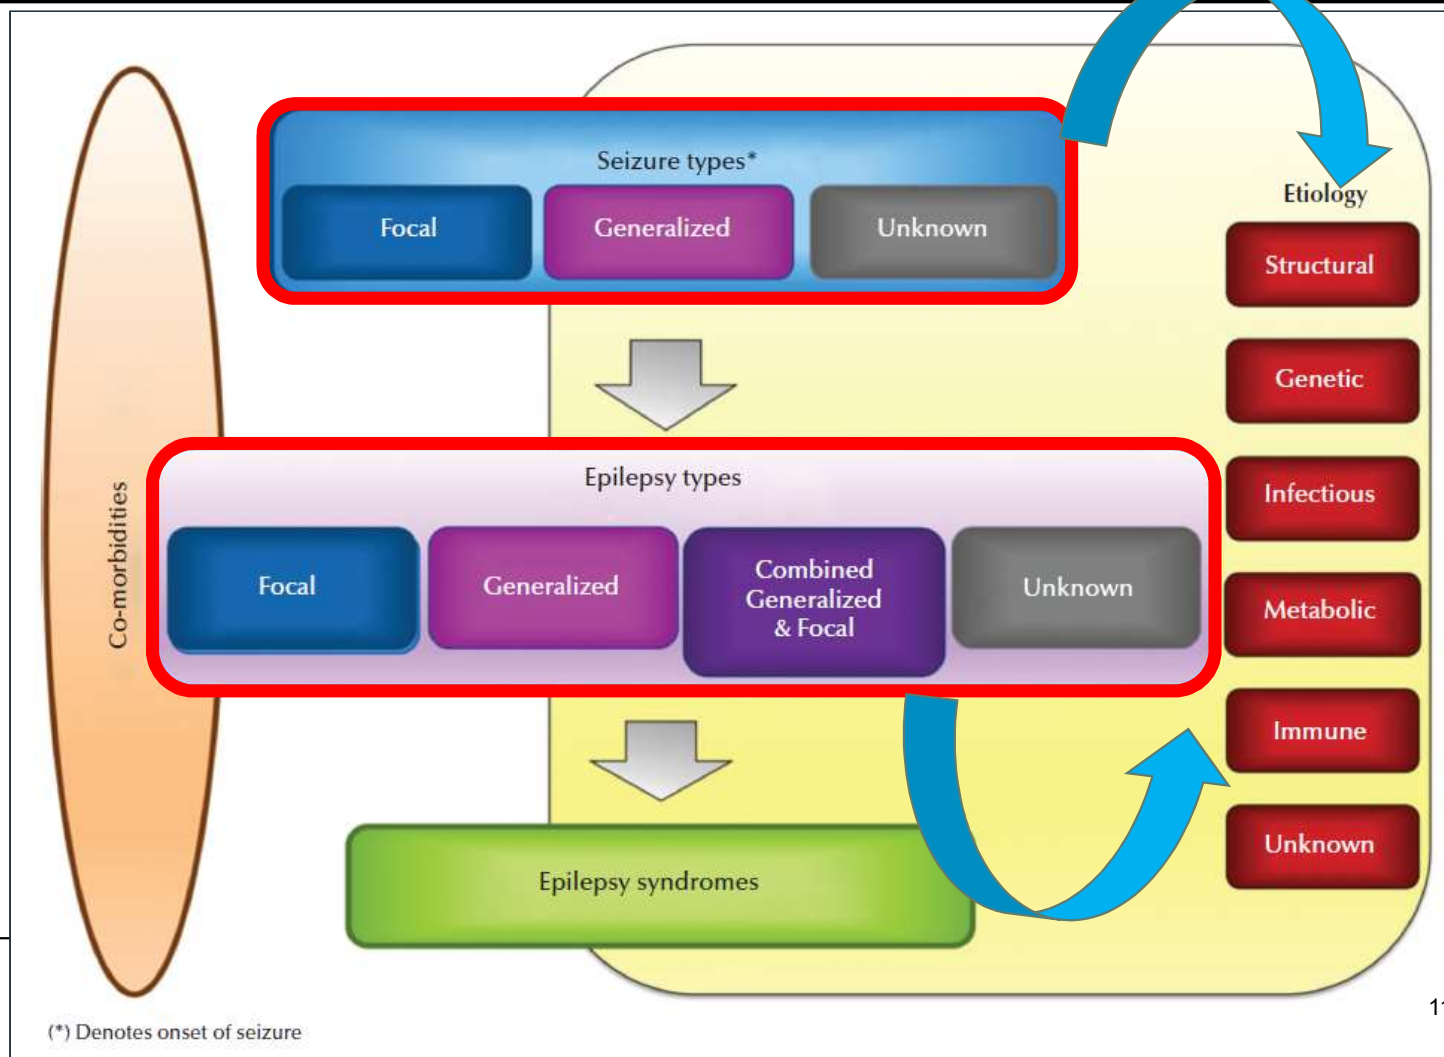 Seizure types*
Focal
Generalized
Unknown
Etiology
Structural
Genetic
Infectious
Metabolic
Immune
Unknown
Co-morbidities
Epilepsy types
Focal
Generalized
Combined
Generalized
& Focal
Unknown
Epilepsy syndromes
(*) Denotes onset of seizure
11